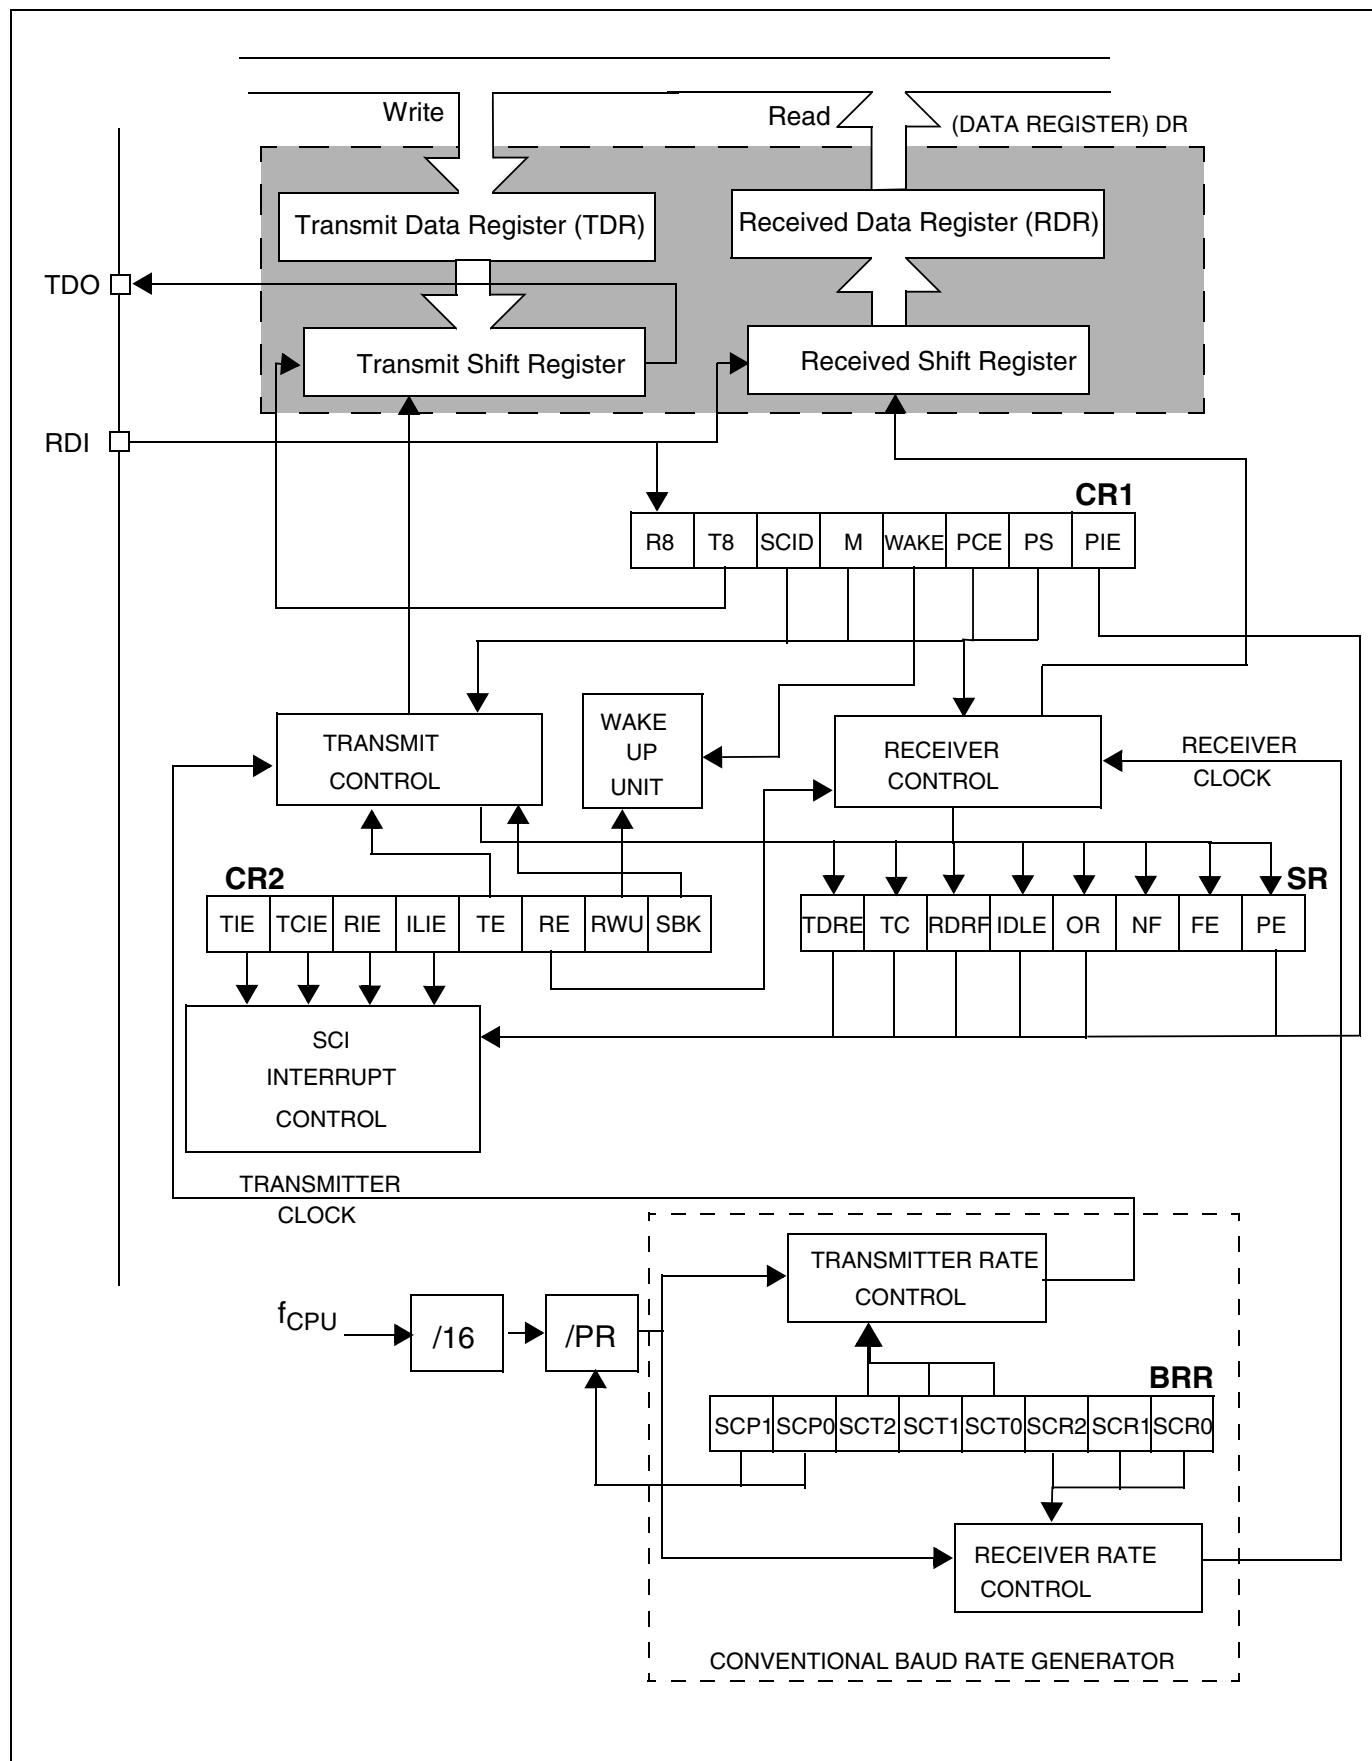 Write
Read
(DATA REGISTER) DR
Transmit Data Register (TDR)
Received Data Register (RDR)
TDO
Transmit Shift Register
Received Shift Register
RDI
CR1
R8 T8 SCID M WAKE PCE PS PIE
TRANSMIT
CONTROL
WAKE
UP
UNIT
RECEIVER
CONTROL
RECEIVER
CLOCK
CR2
SR
TIE TCIE RIE ILIE TE RE RWU SBK
TDRE TC RDRF IDLE OR NF FE PE
SCI
INTERRUPT
CONTROL
TRANSMITTER
CLOCK
TRANSMITTER RATE
CONTROL
fCPU
/16
/PR
BRR
SCP1 SCP0 SCT2 SCT1 SCT0 SCR2 SCR1 SCR0
RECEIVER RATE
CONTROL
CONVENTIONAL BAUD RATE GENERATOR